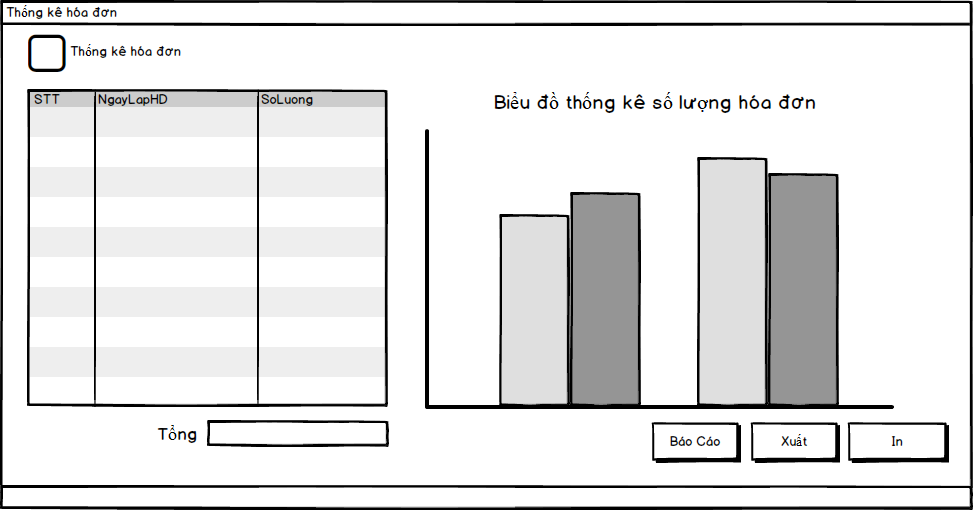 Thống kê hóa đơn
Thống kê hóa đơn
STT NgayLapHD SoLuong
Biểu đồ thống kê số lượng hóa đơn
Tổng
Báo Cáo Xuất In